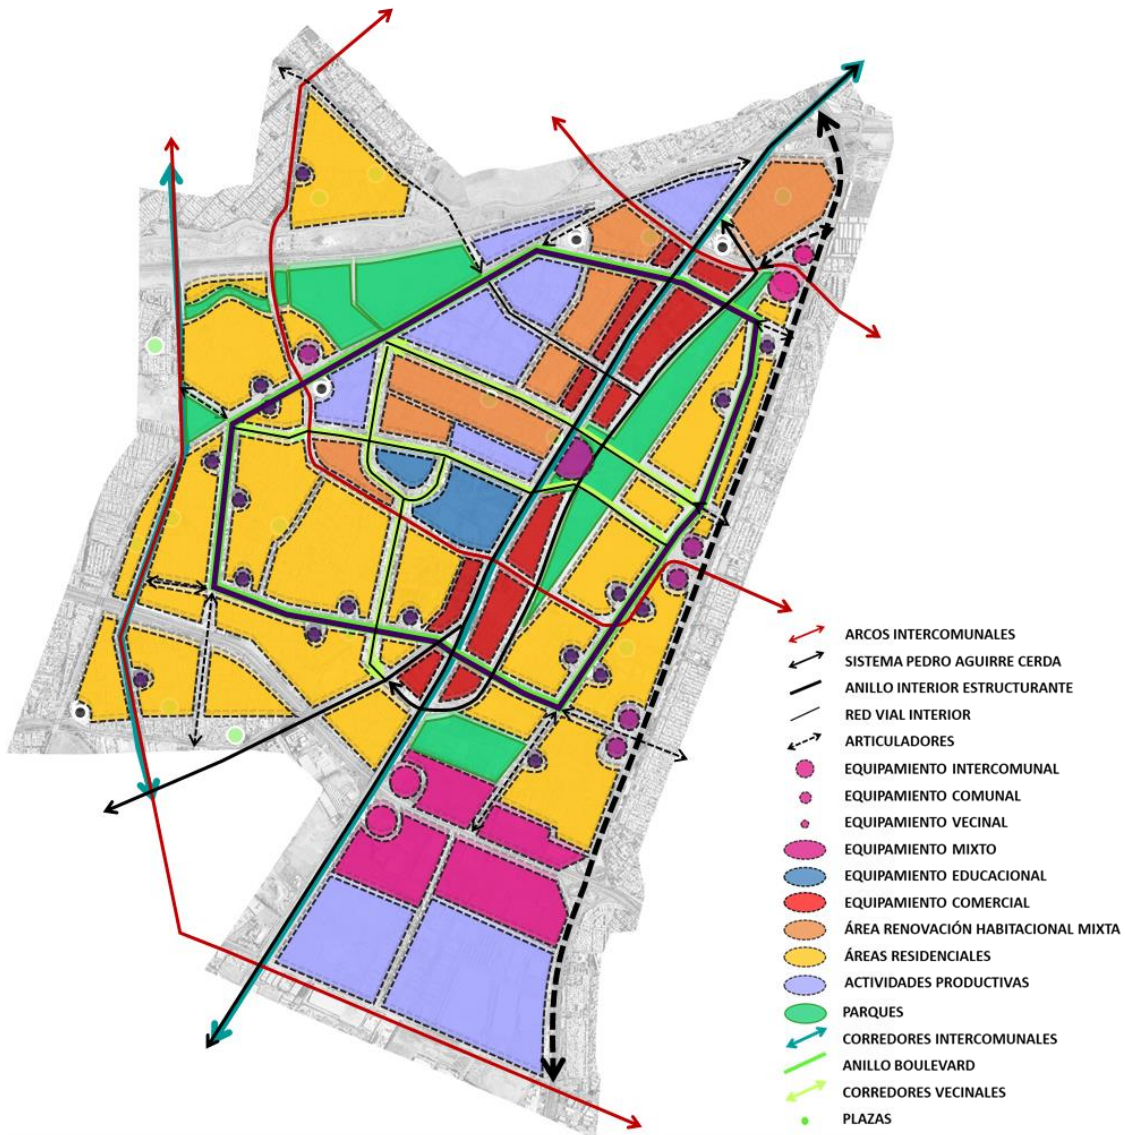 ARCOS INTERCOMUNALES
SISTEMA PEDRO AGUIRRE CERDA
ANILLO INTERIOR ESTRUCTURANTE
RED VIAL INTERIOR
ARTICULADORES
EQUIPAMIENTO INTERCOMUNAL
EQUIPAMIENTO COMUNAL
EQUIPAMIENTO VECINAL
EQUIPAMIENTO MIXTO
EQUIPAMIENTO EDUCACIONAL
EQUIPAMIENTO COMERCIAL
ÁREA RENOVACIÓN HABITACIONAL MIXTA
ÁREAS RESIDENCIALES
ACTIVIDADES PRODUCTIVAS
PARQUES
CORREDORES INTERCOMUNALES
ANILLO BOULEVARD
CORREDORES VECINALES
PLAZAS